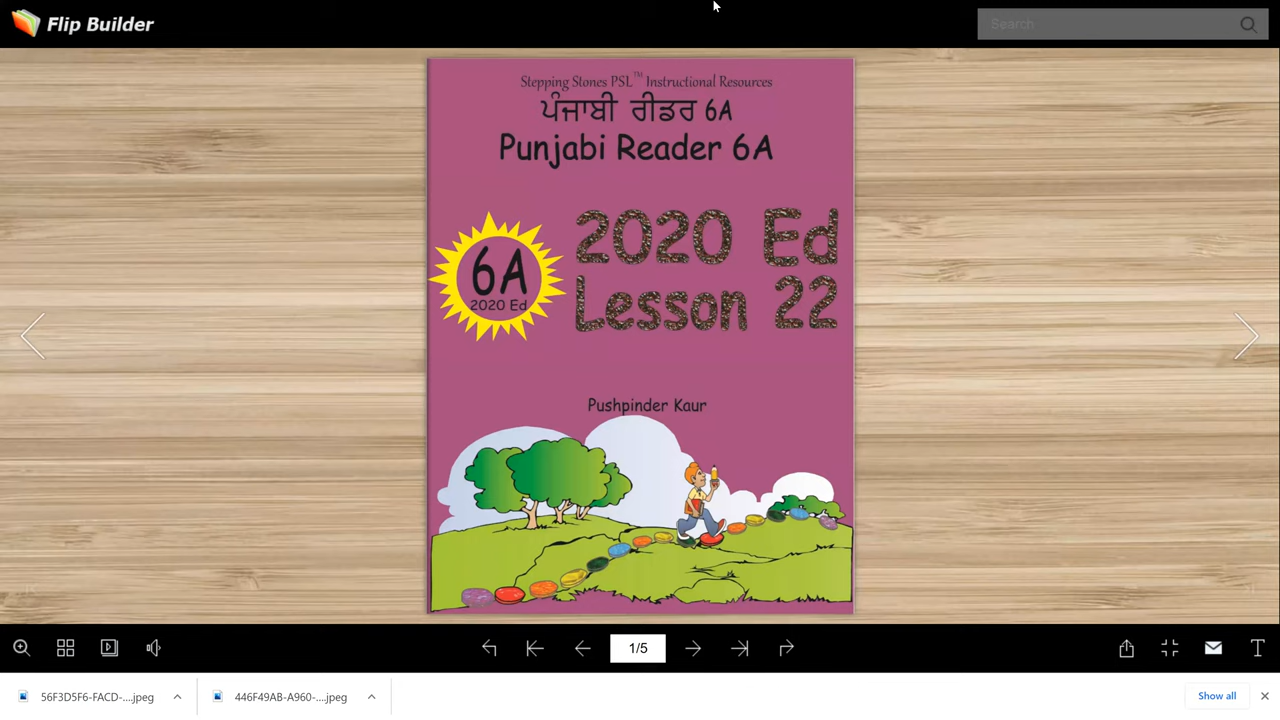 Flip Builder
Search
Stepping Stones PSL™ Instructional Resources
ਪੰਜਾਬੀ ਰੀਡਰ 6A
Punjabi Reader 6A
2020 Ed
Lesson 22
6A
2020 Ed
Pushpinder Kaur
1/5
56F3D5F6-FACD-....jpeg
446F49AB-A960-....jpeg
Show all